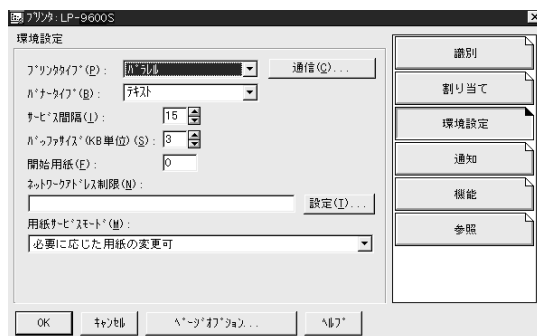 ﾌﾟﾘﾝﾀ:LP-9600S
環境設定
ﾌﾟﾘﾝﾀﾀｲﾌﾟ(P): ﾊﾟﾗﾚﾙ 通信(C)...
ﾊﾞﾅｰﾀｲﾌﾟ(B): ﾃｷｽﾄ
ｻｰﾋﾞｽ間隔(I): 15
ﾊﾞｯﾌｧｻｲｽﾞ(KB単位)(S): 3
開始用紙(F): 0
ﾈｯﾄﾜｰｸｱﾄﾞﾚｽ制限(N):
設定(T)...
用紙ｻｰﾋﾞｽﾓｰﾄﾞ(M):
必要に応じた用紙の変更可
識別
割り当て
環境設定
通知
機能
参照
OK ｷｬﾝｾﾙ ﾍﾟｰｼﾞｵﾌﾟｼｮﾝ... ﾍﾙﾌﾟ